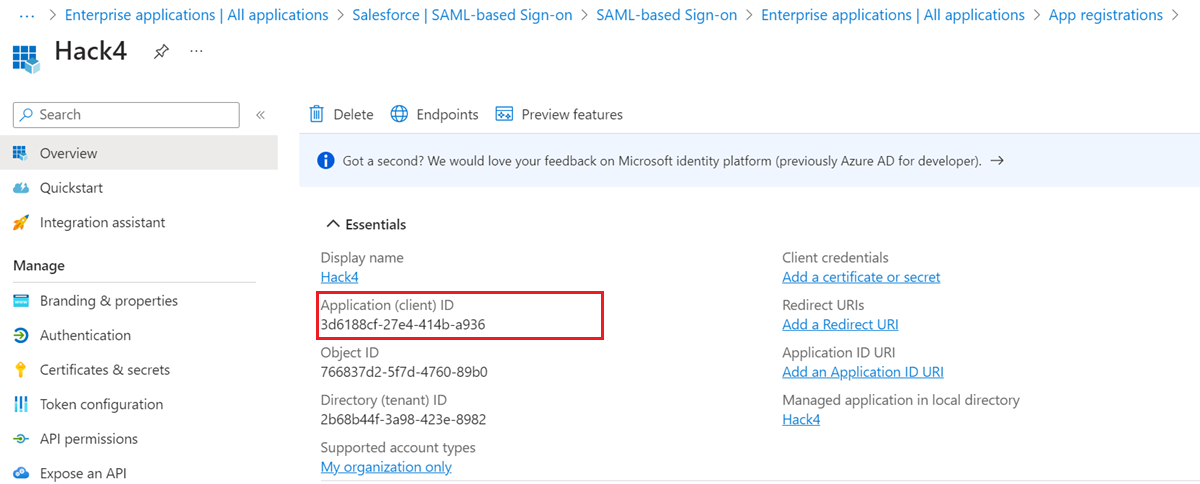 ··· > Enterprise applications | All applications > Salesforce | SAML-based Sign-on > SAML-based Sign-on > Enterprise applications | All applications > App registrations >
Hack4 ···
Search «
Overview
Quickstart
Integration assistant
Manage
Branding & properties
Authentication
Certificates & secrets
Token configuration
API permissions
Expose an API
Delete Endpoints Preview features
Got a second? We would love your feedback on Microsoft identity platform (previously Azure AD for developer). →
Essentials
Display name
Hack4
Application (client) ID
3d6188cf-27e4-414b-a936
Object ID
766837d2-5f7d-4760-89b0
Directory (tenant) ID
2b68b44f-3a98-423e-8982
Supported account types
My organization only
Client credentials
Add a certificate or secret
Redirect URIs
Add a Redirect URI
Application ID URI
Add an Application ID URI
Managed application in local directory
Hack4